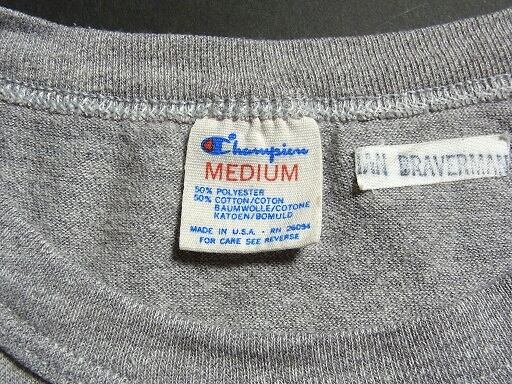 Champion
MEDIUM
50% POLYESTER
50% COTTON/COTON
BAUMWOLLE/COTONE
KATOEN/BOMULD
MADE IN U.S.A. - RN 26094
FOR CARE SEE REVERSE
BRAVERMAN